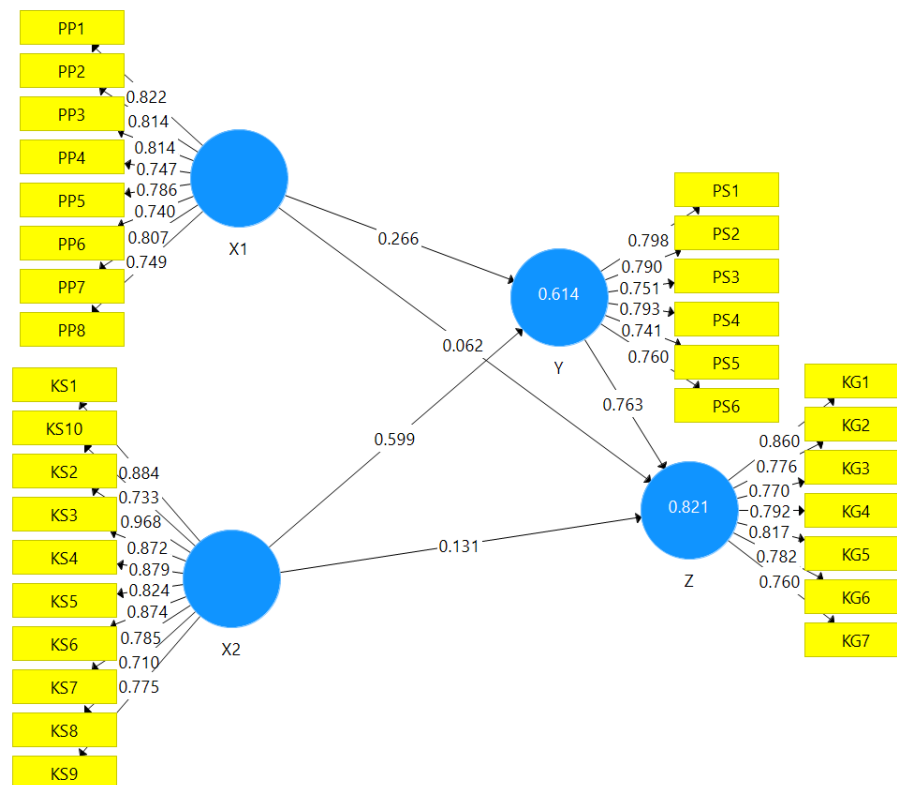 PP1
PP2
PP3
PP4
PP5
PP6
PP7
PP8
0.822
0.814
0.814
0.747
0.786
0.740
0.807
0.749
X1
KS1
KS10
KS2
KS3
KS4
KS5
KS6
KS7
KS8
KS9
0.884
0.733
0.968
0.872
0.879
0.824
0.874
0.785
0.710
0.775
X2
0.266
0.062
0.599
0.131
0.614
Y
0.763
0.798
0.790
0.751
0.793
0.741
0.760
PS1
PS2
PS3
PS4
PS5
PS6
0.821
Z
0.860
0.776
0.770
0.792
0.817
0.782
0.760
KG1
KG2
KG3
KG4
KG5
KG6
KG7